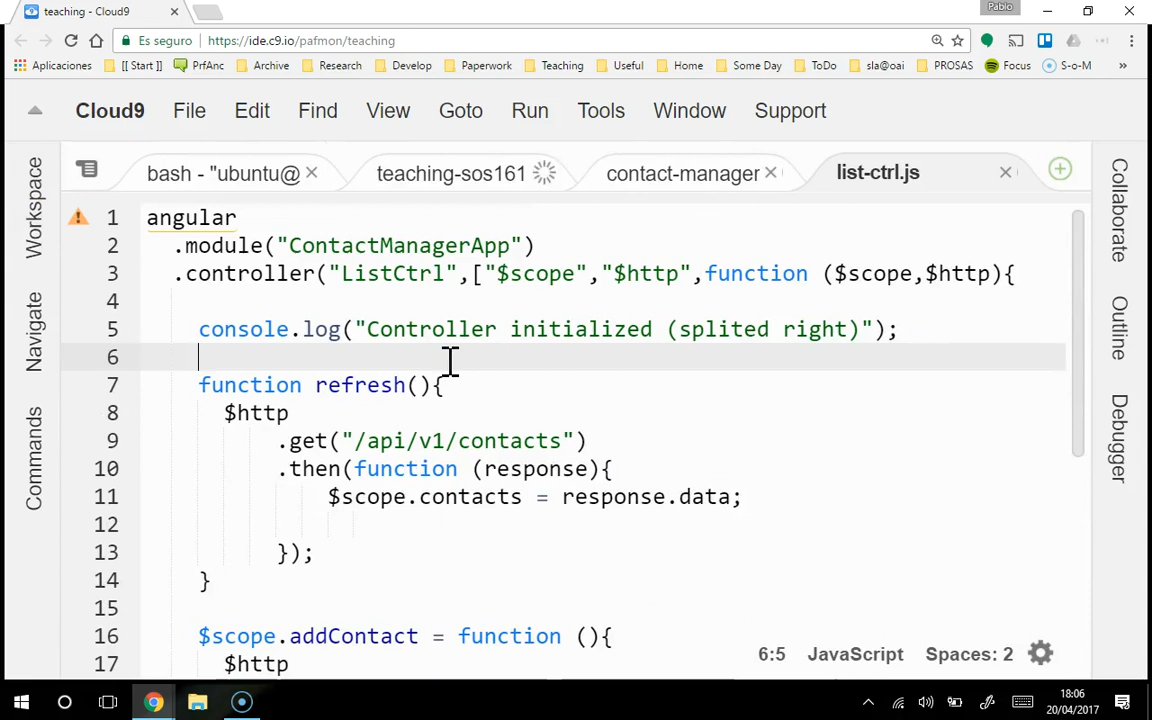 teaching - Cloud9
Pablo
Es seguro https://ide.c9.io/pafmon/teaching
Aplicaciones [[ Start ]] PrfAnc Archive Research Develop Paperwork Teaching Useful Home Some Day ToDo sla@oai PROSAS Focus S-o-M »
Cloud9 File Edit Find View Goto Run Tools Window Support
bash - "ubuntu@ teaching-sos161 contact-manager list-ctrl.js
Workspace
Navigate
Commands
Collaborate
Outline
Debugger
1 angular
2 .module("ContactManagerApp")
3 .controller("ListCtrl",["$scope","$http",function ($scope,$http){
4
5 console.log("Controller initialized (splited right)");
6
7 function refresh(){
8 $http
9 .get("/api/v1/contacts")
10 .then(function (response){
11 $scope.contacts = response.data;
12
13 });
14 }
15
16 $scope.addContact = function (){
17 $http
6:5 JavaScript Spaces: 2
18:06
20/04/2017